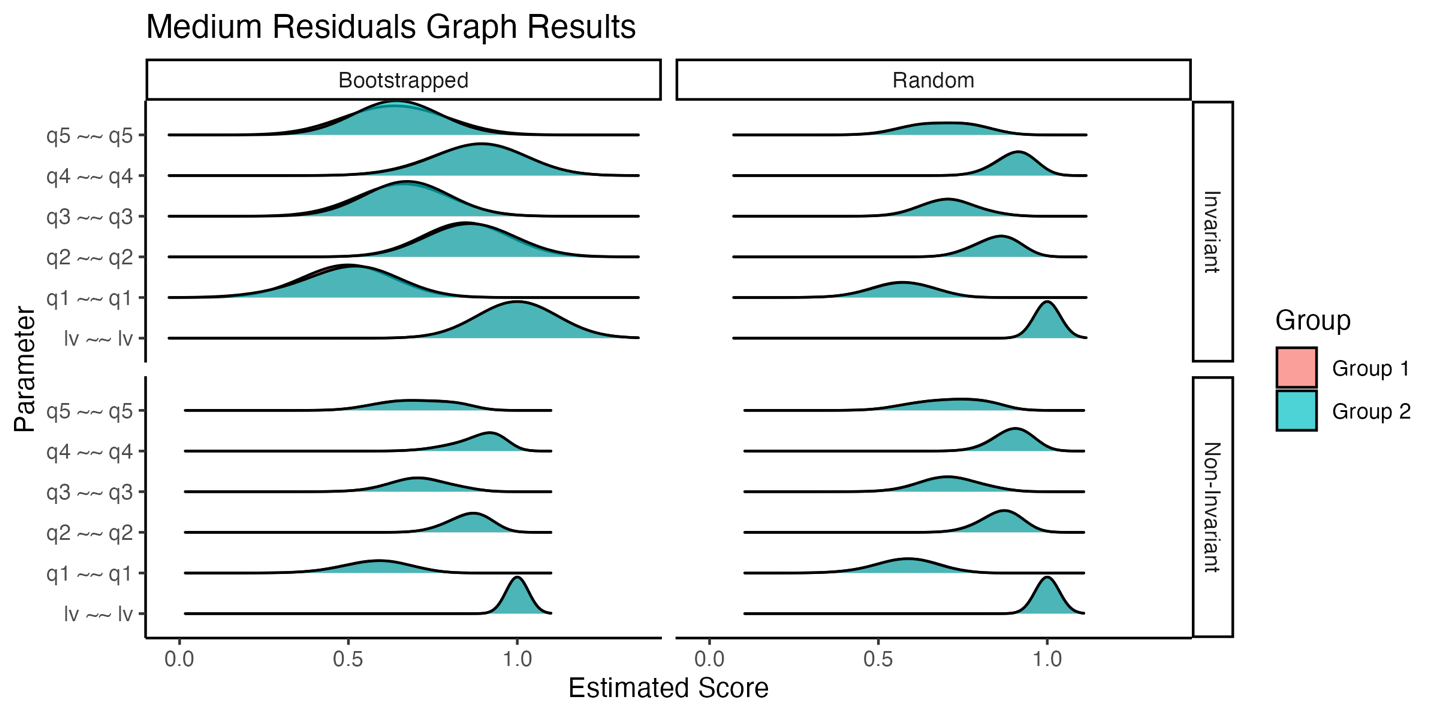 Medium Residuals Graph Results
Bootstrapped
Random
q5 ~~ q5
q4 ~~ q4
q3 ~~ q3
q2 ~~ q2
q1 ~~ q1
lv ~~ lv
Invariant
q5 ~~ q5
q4 ~~ q4
q3 ~~ q3
q2 ~~ q2
q1 ~~ q1
lv ~~ lv
Non-Invariant
Parameter
0.0 0.5 1.0
0.0 0.5 1.0
Estimated Score
Group
Group 1
Group 2